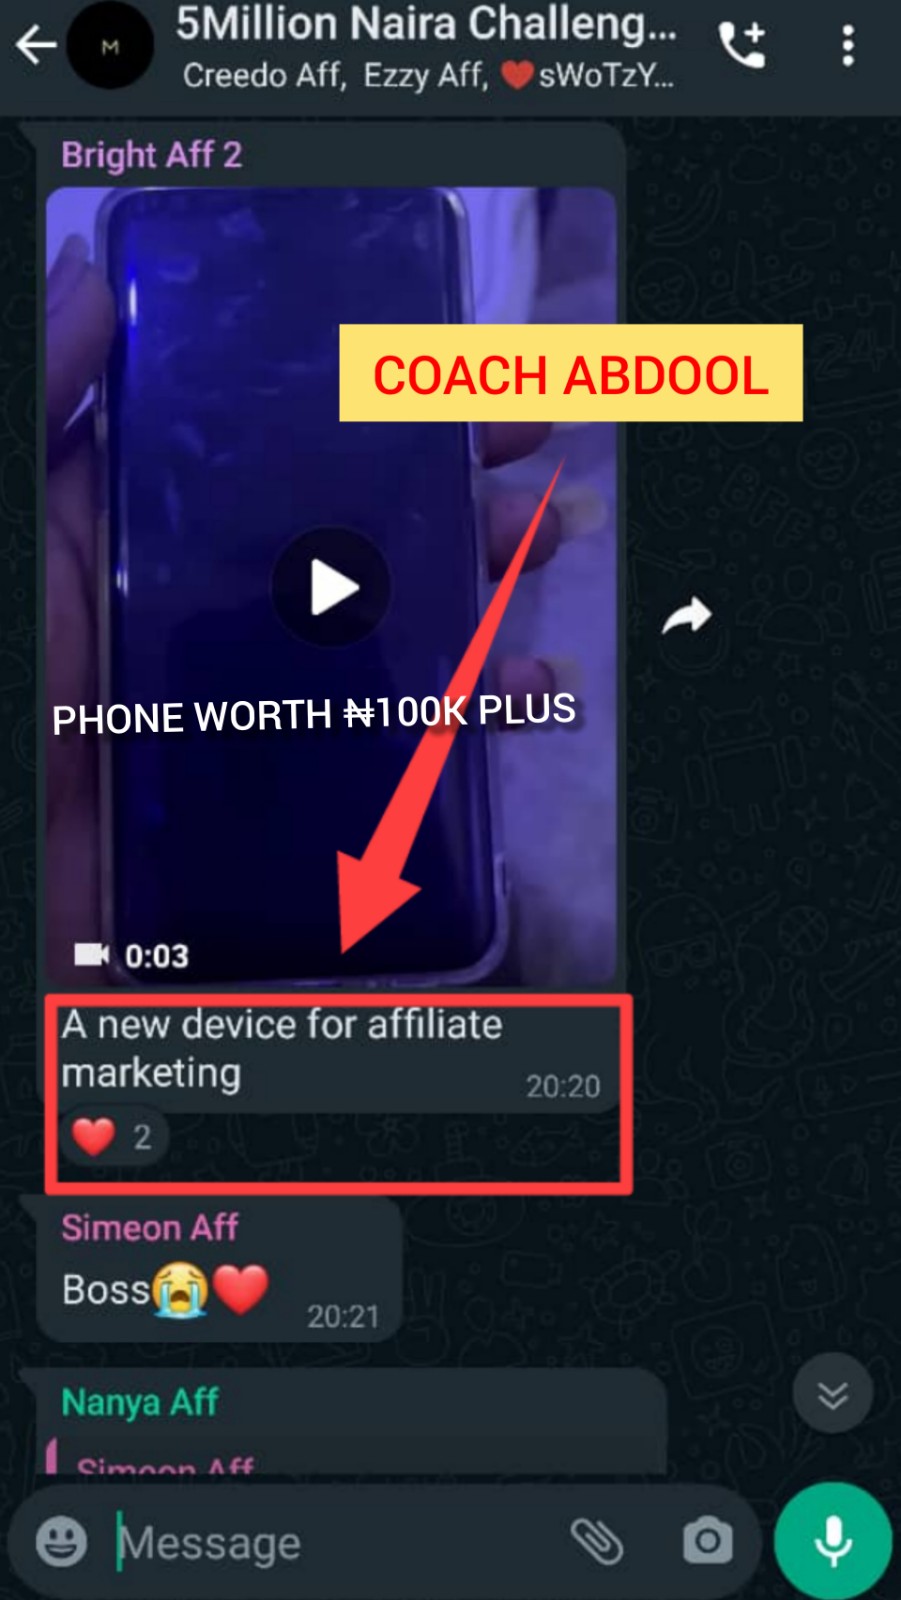 5Million Naira Challeng...
M
Creedo Aff, Ezzy Aff, ❤️sWoTzY...
Bright Aff 2
COACH ABDOOL
PHONE WORTH ₦100K PLUS
0:03
A new device for affiliate
marketing
20:20
❤️ 2
Simeon Aff
Boss😭❤️
20:21
Nanya Aff
Simeon Aff
Message